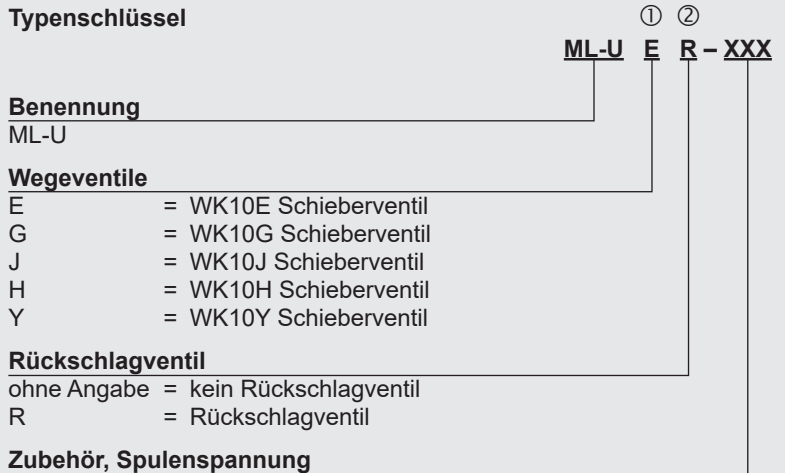 Typenschlüssel ① ②
ML-U E R – XXX
Benennung
ML-U
Wegeventile
E = WK10E Schieberventil
G = WK10G Schieberventil
J = WK10J Schieberventil
H = WK10H Schieberventil
Y = WK10Y Schieberventil
Rückschlagventil
ohne Angabe = kein Rückschlagventil
R = Rückschlagventil
Zubehör, Spulenspannung